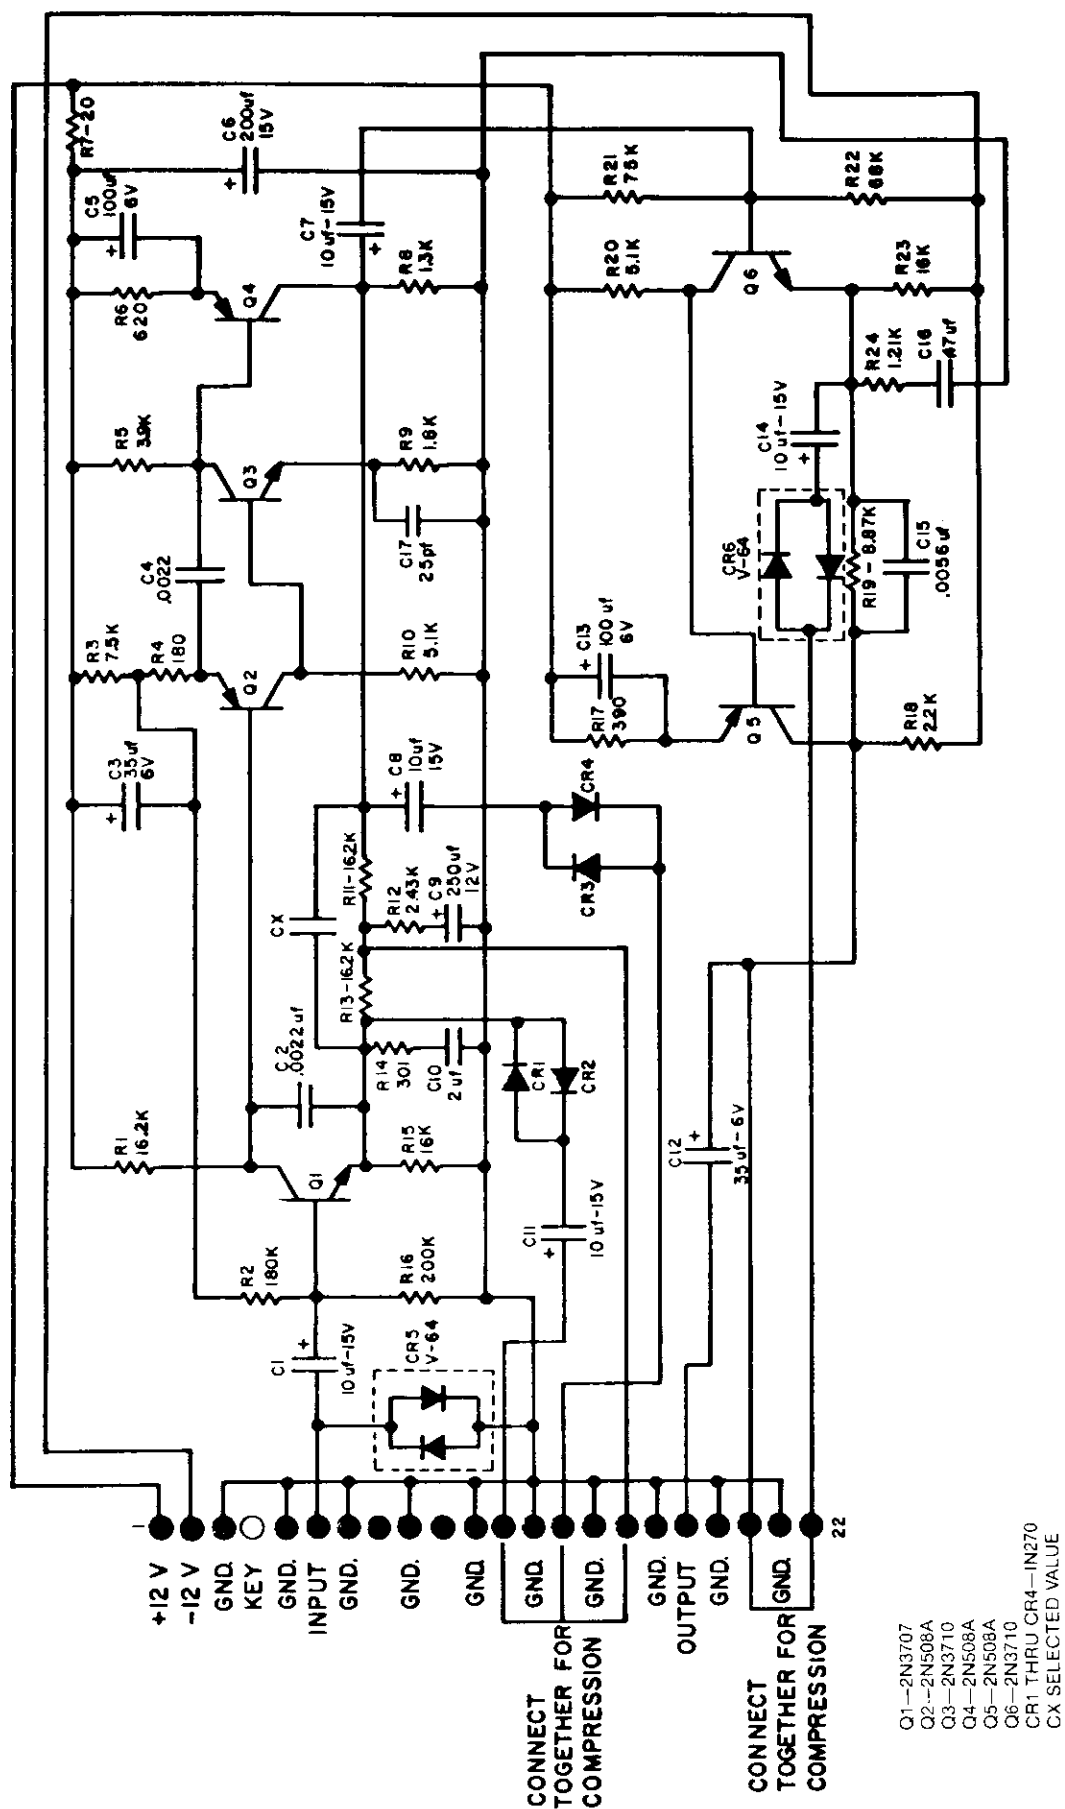 +12 V
-12 V
GND.
KEY
GND.
INPUT
GND.
GND.
GND.
GND.
GND.
GND.
OUTPUT
GND.
GND.
1
22
CONNECT
TOGETHER FOR
COMPRESSION
CONNECT
TOGETHER FOR
COMPRESSION
R1
16.2K
R2
180K
C1
10uf-15V
CR5
V-64
R16
200K
Q1
R15
16K
C2
.0022uf
R14
301
C10
2uf
CX
R13-16.2K
R11-16.2K
R12
2.43K
C9
+
250uf
12V
C8
+
10uf
15V
C3
35uf
6V
+
R3
7.5K
R4
180
Q2
R10
5.1K
C4
.0022
R5
3.9K
Q3
R9
1.8K
C17
25pf
R6
620
Q4
R8
1.3K
C5
100uf
6V
+
R7-20
C6
200uf
15V
+
C7
10uf-15V
+
CR1
CR2
C11
+
10uf-15V
CR3
CR4
C12
+
35uf-6V
R17
390
C13
+
100uf
6V
Q5
R18
2.2K
CR6
V-64
R19-8.87K
C15
.0056uf
C14
10uf-15V
+
R20
5.1K
R21
75K
Q6
R22
68K
R23
16K
R24
1.21K
C16
.47uf
Q1—2N3707
Q2--2N508A
Q3—2N3710
Q4—2N508A
Q5—2N508A
Q6—2N3710
CR1 THRU CR4—IN270
CX SELECTED VALUE